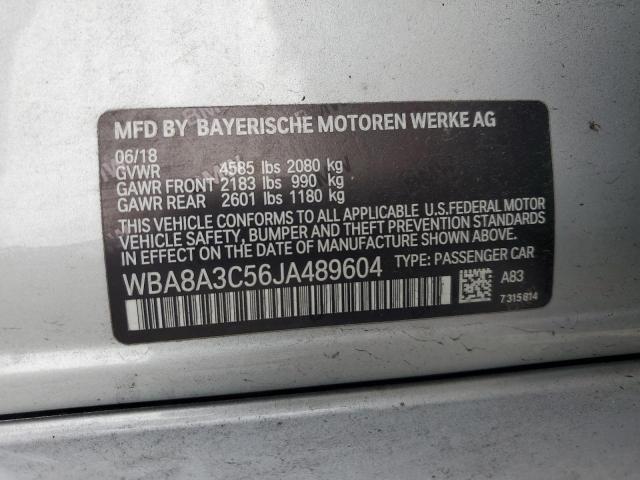 MFD BY BAYERISCHE MOTOREN WERKE AG
06/18
GVWR 4585 lbs 2080 kg
GAWR FRONT 2183 lbs 990 kg
GAWR REAR 2601 lbs 1180 kg
THIS VEHICLE CONFORMS TO ALL APPLICABLE U.S.FEDERAL MOTOR
VEHICLE SAFETY, BUMPER AND THEFT PREVENTION STANDARDS
IN EFFECT ON THE DATE OF MANUFACTURE SHOWN ABOVE.
WBA8A3C56JA489604 TYPE: PASSENGER CAR
A83
7315814